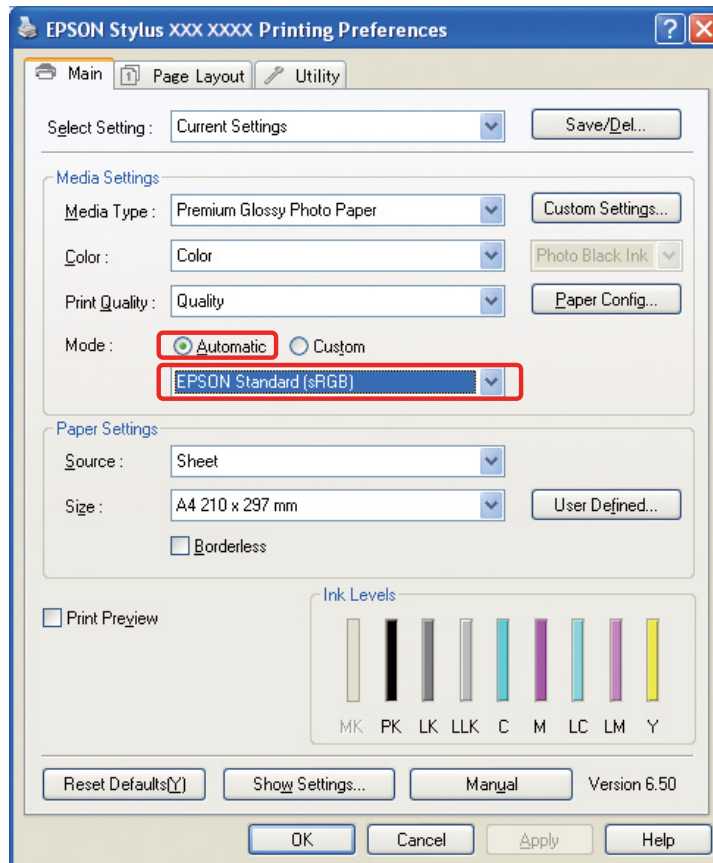 EPSON Stylus XXX XXXX Printing Preferences
Main Page Layout Utility
Select Setting : Current Settings Save/Del...
Media Settings
Media Type : Premium Glossy Photo Paper Custom Settings...
Color : Color Photo Black Ink
Print Quality : Quality Paper Config...
Mode : Automatic Custom
EPSON Standard (sRGB)
Paper Settings
Source : Sheet
Size : A4 210 x 297 mm User Defined...
Borderless
Print Preview
Ink Levels
MK PK LK LLK C M LC LM Y
Reset Defaults(Y) Show Settings... Manual Version 6.50
OK Cancel Apply Help